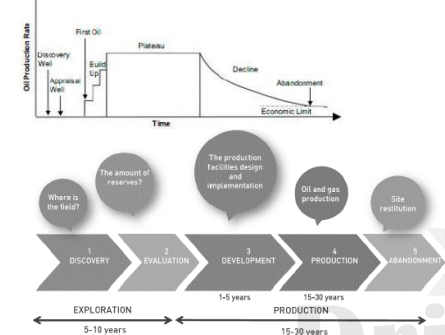 Oil Production Rate
First Oil
Plateau
Discovery
Well
Build
Up
Appraisal
Well
Decline
Abandonment
Economic Limit
Time
Where is
the field?
The amount of
reserves?
The production
facilities design
and
implementation
Oil and gas
production
Site
restitution
1
DISCOVERY
2
EVALUATION
3
DEVELOPMENT
4
PRODUCTION
5
ABANDONMENT
1-5 years
15-30 years
EXPLORATION
PRODUCTION
5-10 years
15-30 years